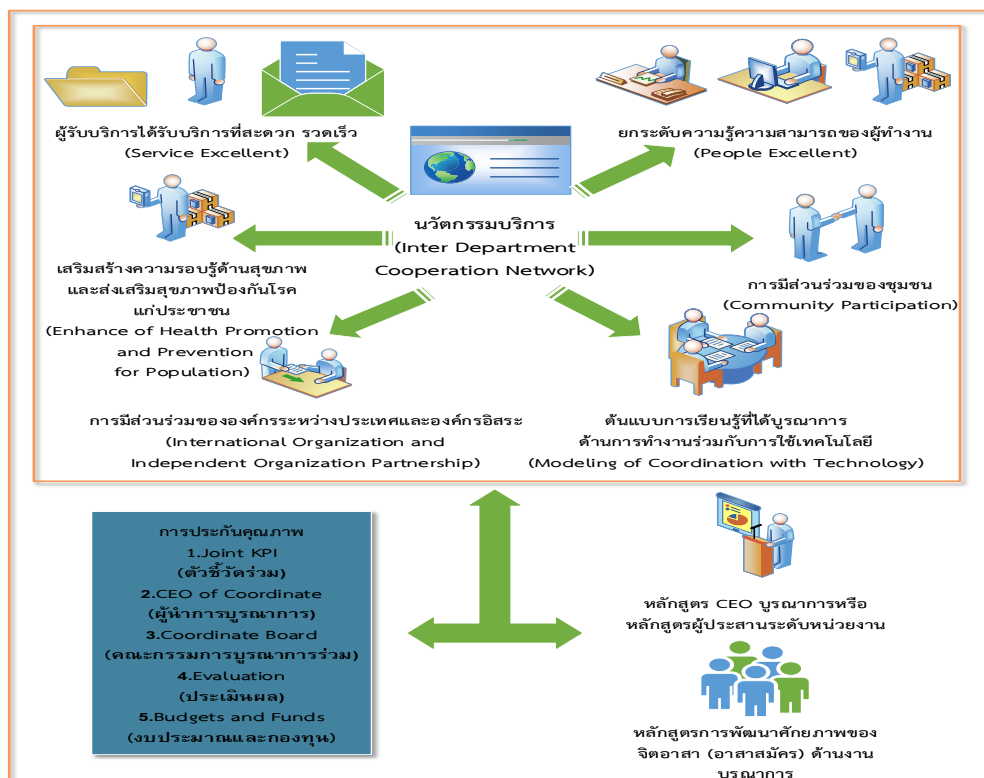 ผู้รับบริการได้รับบริการที่สะดวก รวดเร็ว
(Service Excellent)
ยกระดับความรู้ความสามารถของผู้ทำงาน
(People Excellent)
นวัตกรรมบริการ
(Inter Department
Cooperation Network)
เสริมสร้างความรอบรู้ด้านสุขภาพ
และส่งเสริมสุขภาพป้องกันโรค
แก่ประชาชน
(Enhance of Health Promotion
and Prevention
for Population)
การมีส่วนร่วมของชุมชน
(Community Participation)
การมีส่วนร่วมขององค์กรระหว่างประเทศและองค์กรอิสระ
(International Organization and
Independent Organization Partnership)
ต้นแบบการเรียนรู้ที่ได้บูรณาการ
ด้านการทำงานร่วมกับการใช้เทคโนโลยี
(Modeling of Coordination with Technology)
การประกันคุณภาพ
1.Joint KPI
(ตัวชี้วัดร่วม)
2.CEO of Coordinate
(ผู้นำการบูรณาการ)
3.Coordinate Board
(คณะกรรมการบูรณาการร่วม)
4.Evaluation
(ประเมินผล)
5.Budgets and Funds
(งบประมาณและกองทุน)
หลักสูตร CEO บูรณาการหรือ
หลักสูตรผู้ประสานระดับหน่วยงาน
หลักสูตรการพัฒนาศักยภาพของ
จิตอาสา (อาสาสมัคร) ด้านงาน
บูรณาการ